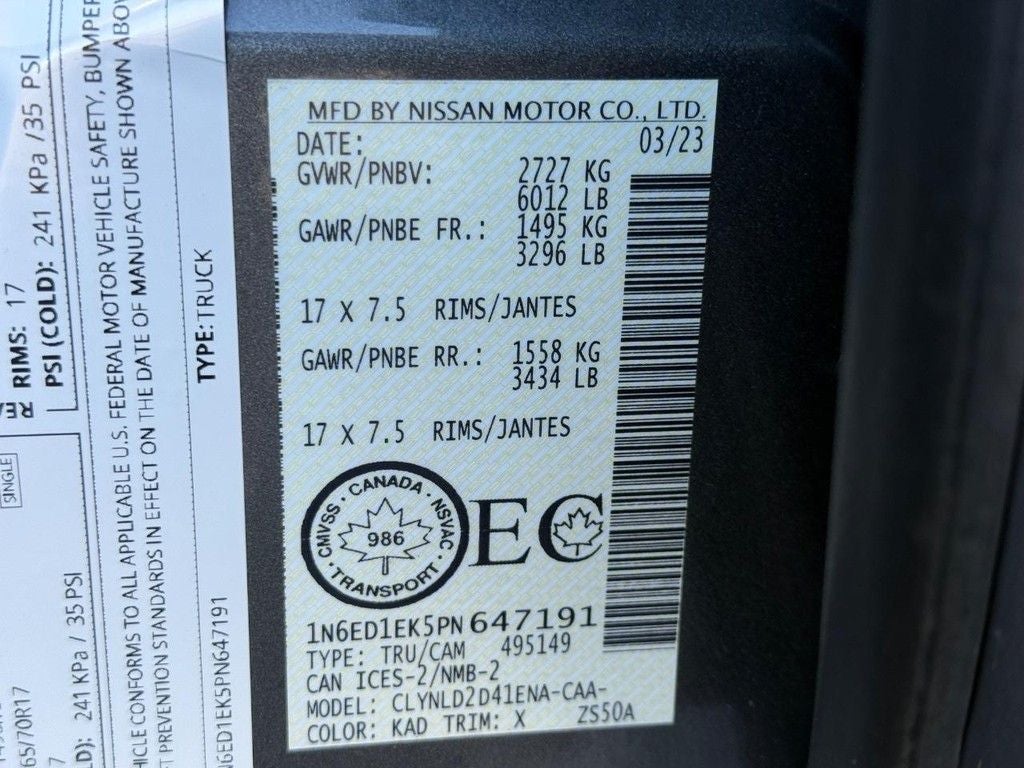 MFD BY NISSAN MOTOR CO., LTD.
DATE: 03/23
GVWR/PNBV: 2727 KG
6012 LB
GAWR/PNBE FR.: 1495 KG
3296 LB
17 X 7.5 RIMS/JANTES
GAWR/PNBE RR.: 1558 KG
3434 LB
17 X 7.5 RIMS/JANTES
CMVSS · CANADA · NSVAC · TRANSPORT ·
986
EC
1N6ED1EK5PN647191
TYPE: TRU/CAM 495149
CAN ICES-2/NMB-2
MODEL: CLYNLD2D41ENA-CAA-
ZS50A
COLOR: KAD TRIM: X
RIMS: 17
PSI (COLD): 241 KPa /35 PSI
SINGLE
65/70R17
241 KPa / 35 PSI
CONFORMS TO ALL APPLICABLE U.S. FEDERAL MOTOR VEHICLE SAFETY, BUMPER
PREVENTION STANDARDS IN EFFECT ON THE DATE OF MANUFACTURE SHOWN
N6ED1EK5PN647191 TYPE: TRUCK